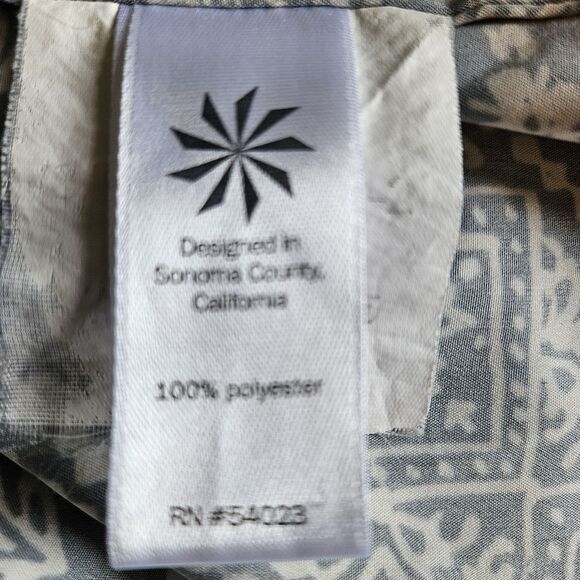 Designed in
Sonoma County,
California
100% polyester
RN #54023